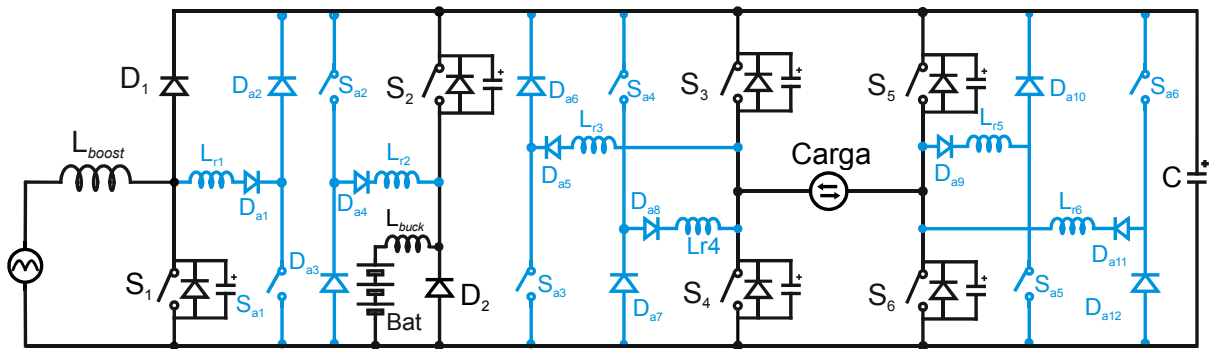 D1
Da2
Sa2
S2
Da6
Sa4
S3
S5
Da10
Sa6
Lboost
Lr1
Lr2
Lr3
Lr5
Da1
Da4
Da5
Carga
Da9
C
Lbuck
Da8
Lr4
Lr6
Da11
S1
Sa1
Da3
Bat
D2
Sa3
Da7
S4
S6
Sa5
Da12